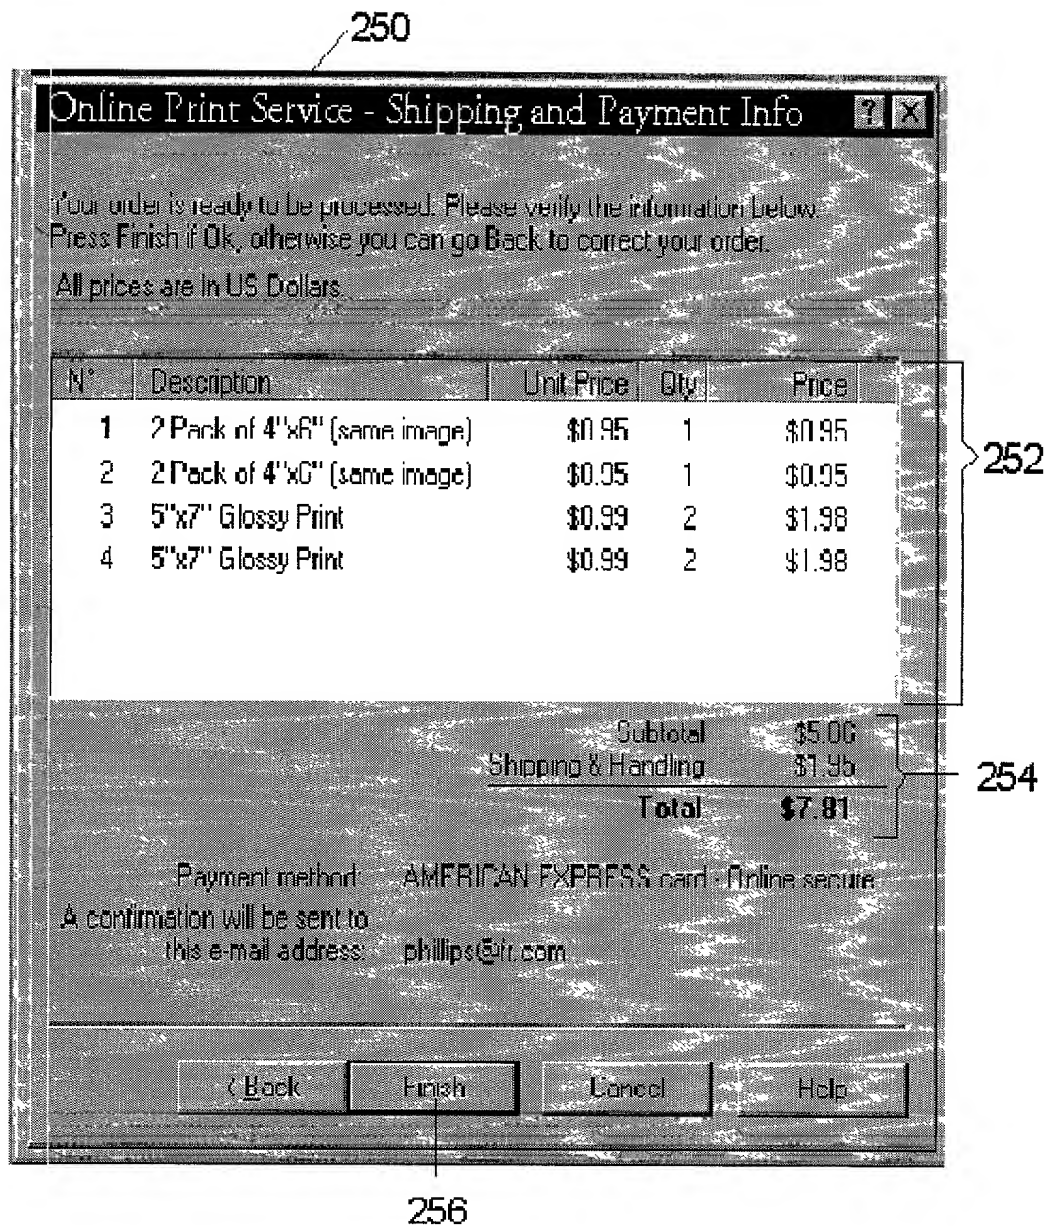 250
Online Print Service - Shipping and Payment Info ? X
Your order is ready to be processed. Please verify the information below.
Press Finish if Ok, otherwise you can go Back to correct your order.
All prices are in US Dollars.
N° Description Unit Price Qty Price
1 2 Pack of 4"x6" (same image) $0.95 1 $0.95
2 2 Pack of 4"x6" (same image) $0.95 1 $0.95
3 5"x7" Glossy Print $0.99 2 $1.98
4 5"x7" Glossy Print $0.99 2 $1.98
252
Subtotal $5.86
Shipping & Handling $1.95
254
Total $7.81
Payment method: AMERICAN EXPRESS card - Online secure
A confirmation will be sent to
this e-mail address: phillips@fr.com
< Back Finish Cancel Help
256